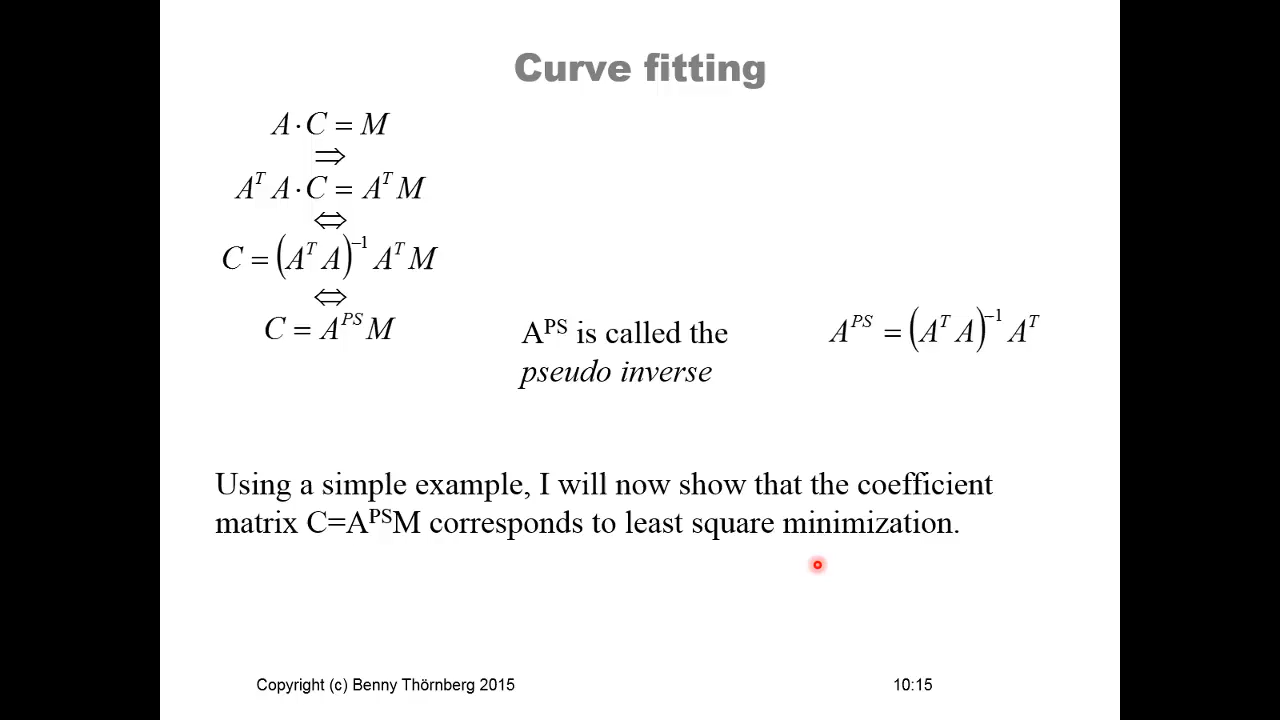 Curve fitting
A · C = M
⇒
A^T A · C = A^T M
⇔
C = (A^T A)^−1 A^T M
⇔
C = A^PS M
A^PS is called the
pseudo inverse
A^PS = (A^T A)^−1 A^T
Using a simple example, I will now show that the coefficient
matrix C=A^PSM corresponds to least square minimization.
Copyright (c) Benny Thörnberg 2015
10:15